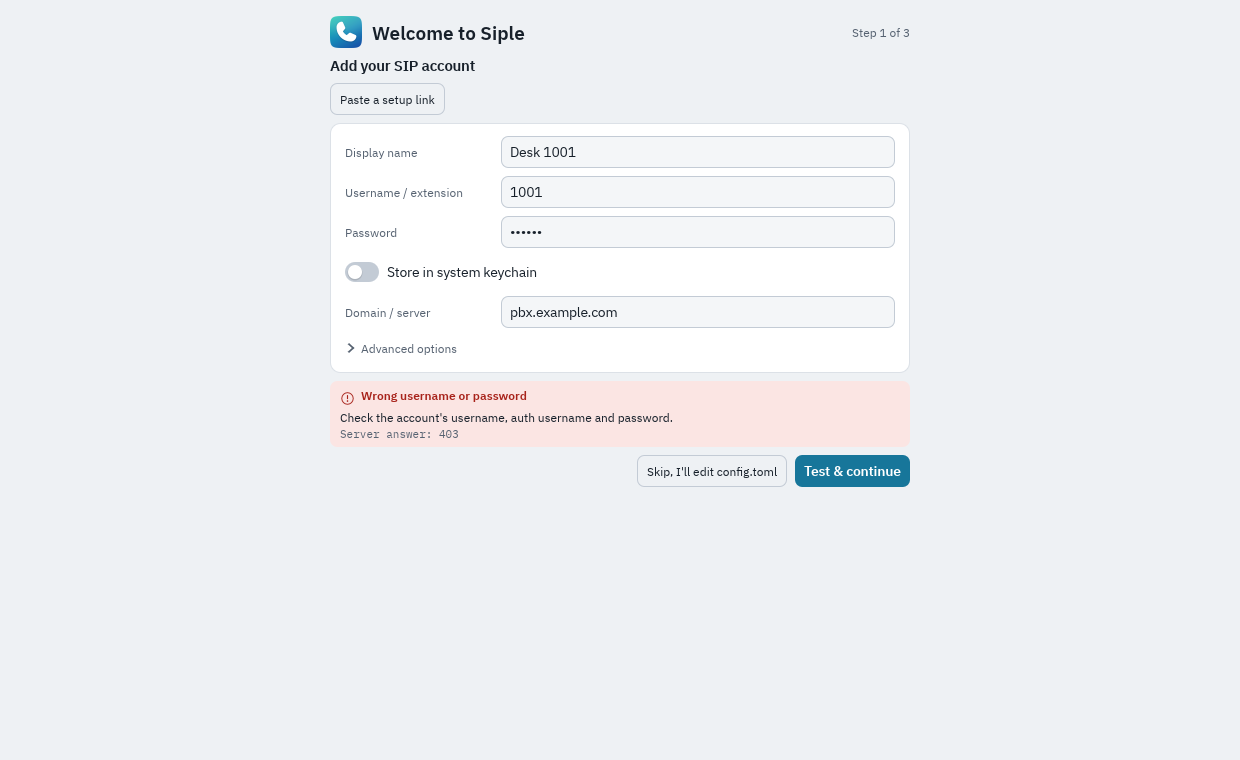 Welcome to Siple
Step 1 of 3
Add your SIP account
Paste a setup link
Display name
Desk 1001
Username / extension
1001
Password
••••••
Store in system keychain
Domain / server
pbx.example.com
Advanced options
Wrong username or password
Check the account's username, auth username and password.
Server answer: 403
Skip, I'll edit config.toml
Test & continue